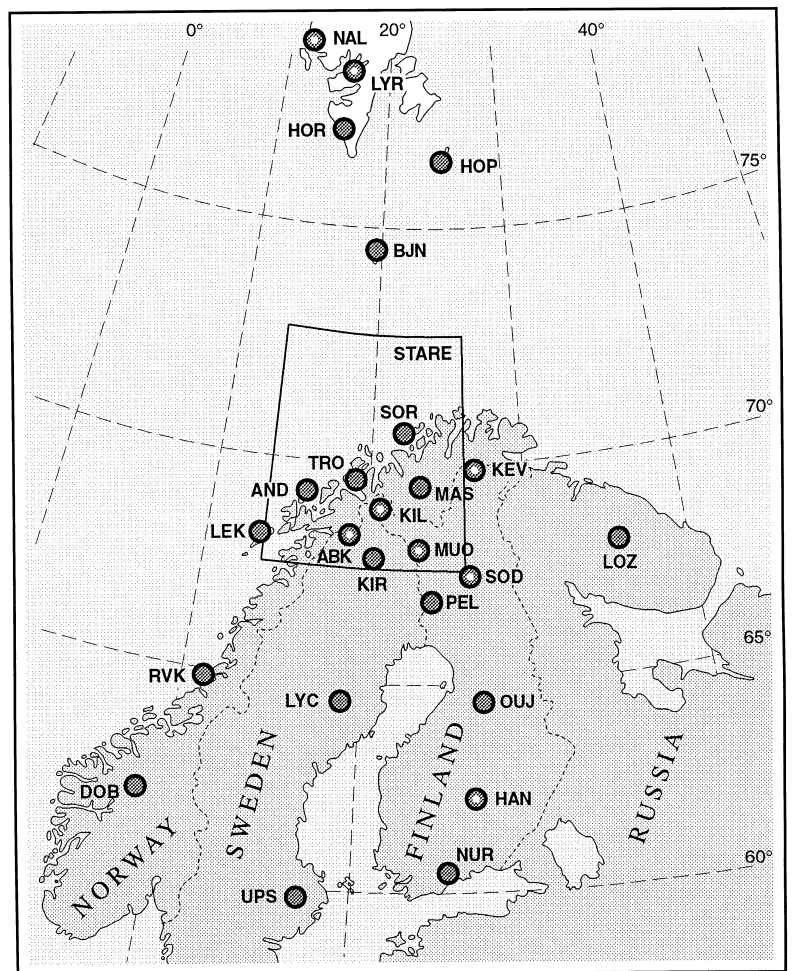 0°
20°
40°
NAL
LYR
HOR
HOP
75°
BJN
STARE
70°
SOR
TRO
KEV
AND
MAS
KIL
LEK
ABK
MUO
LOZ
KIR
SOD
PEL
65°
RVK
LYC
OUJ
SWEDEN
FINLAND
RUSSIA
DOB
HAN
NORWAY
NUR
60°
UPS